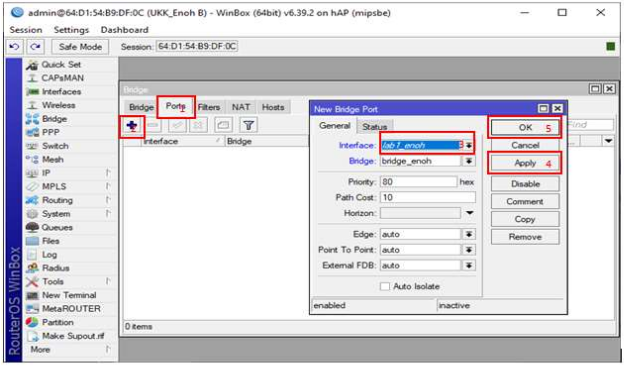 admin@64:D1:54:B9:DF:0C (UKK_Enoh B) - WinBox (64bit) v6.39.2 on hAP (mipsbe)
Session Settings Dashboard
Safe Mode Session: 64:D1:54:B9:DF:0C
Quick Set
CAPsMAN
Interfaces
Wireless
Bridge
PPP
Switch
Mesh
IP
MPLS
Routing
System
Queues
Files
Log
Radius
Tools
New Terminal
MetaROUTER
Partition
Make Supout.rif
More
RouterOS WinBox
Bridge
Bridge Ports Filters NAT Hosts
Find
Interface Bridge
0 items
New Bridge Port
General Status
Interface: lab1_enoh 3
Bridge: bridge_enoh
Priority: 80 hex
Path Cost: 10
Horizon:
Edge: auto
Point To Point: auto
External FDB: auto
Auto Isolate
enabled inactive
OK 5
Cancel
Apply 4
Disable
Comment
Copy
Remove